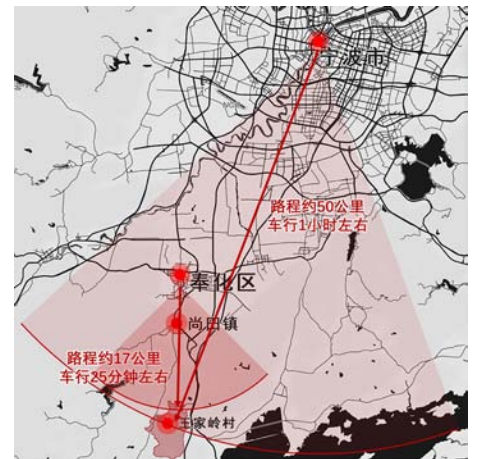 宁波市
路程约50公里
车行1小时左右
奉化区
尚田镇
路程约17公里
车行25分钟左右
王家岭村